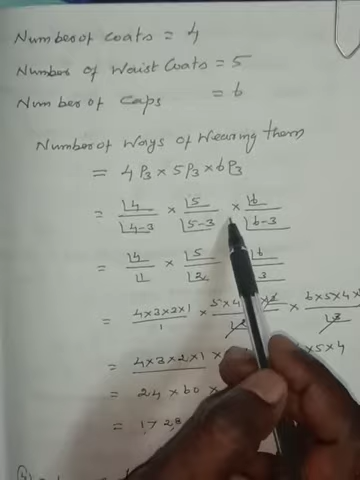 Number of Coats = 4
Number of Waist Coats = 5
Number of Caps = 6
Number of Ways of Wearing them
= 4P₃ × 5P₃ × 6P₃
= |4 / |4-3 × |5 / |5-3 × |6 / |6-3
= |4 / |1 × |5 / |2 × |6 / 3
= 4×3×2×1 / 1 × 5×4 / × 6×5×4 / |3
= 4×3×2×1 × ×5×4
= 24 × 60 ×
= 1728